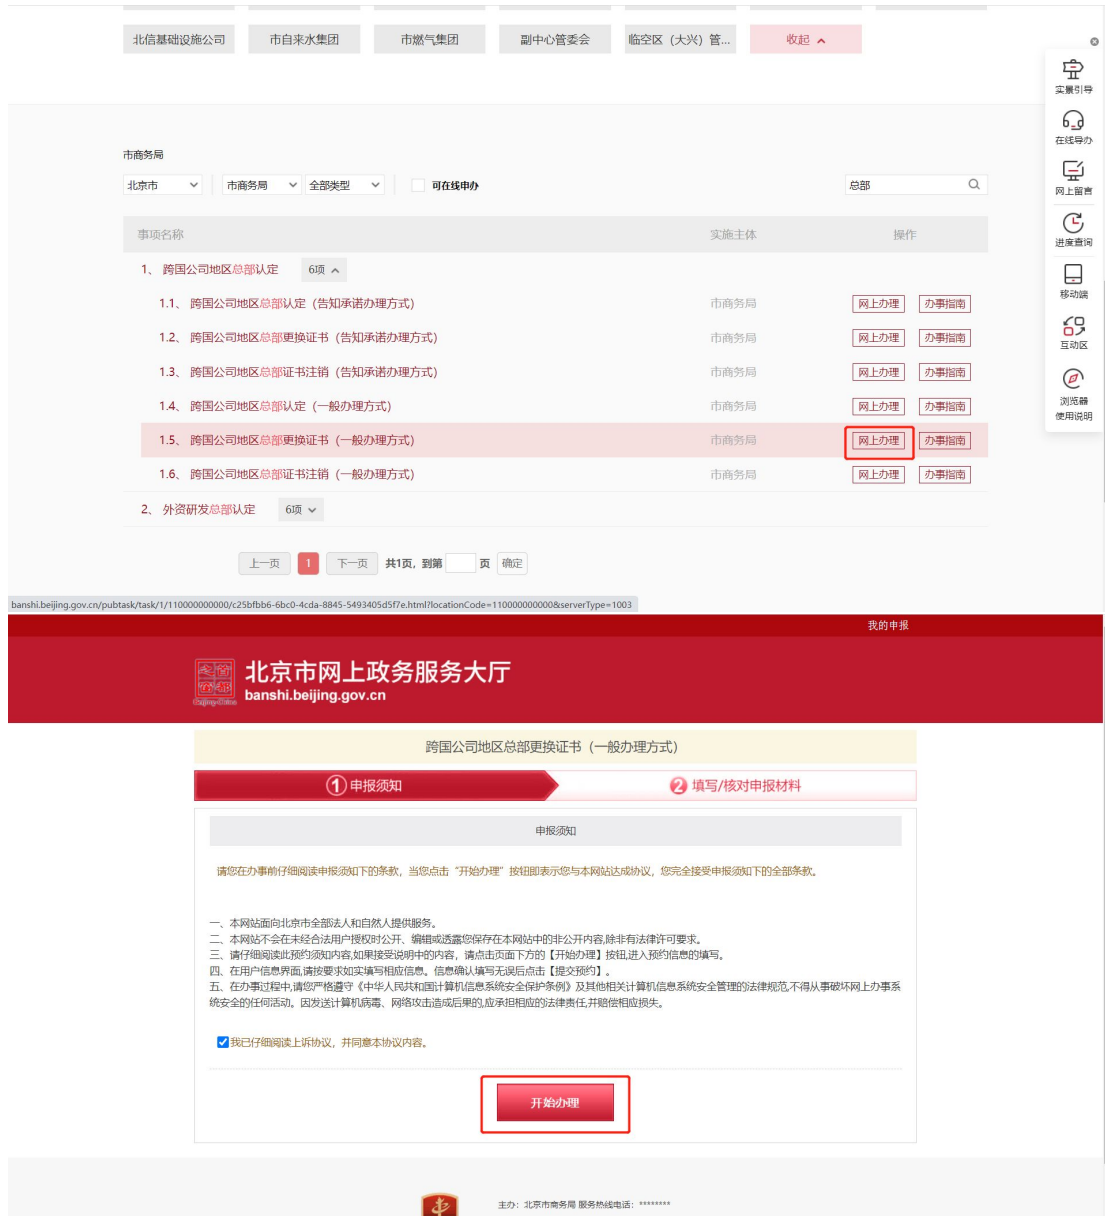 北信基础设施公司 市自来水集团 市燃气集团 副中心管委会 临空区（大兴）管... 收起
实景引导
在线导办
网上留言
进度查询
移动端
互动区
浏览器
使用说明
市商务局
北京市 市商务局 全部类型 可在线申办 总部
事项名称 实施主体 操作
1、 跨国公司地区总部认定 6项
1.1、 跨国公司地区总部认定（告知承诺办理方式） 市商务局 网上办理 办事指南
1.2、 跨国公司地区总部更换证书（告知承诺办理方式） 市商务局 网上办理 办事指南
1.3、 跨国公司地区总部证书注销（告知承诺办理方式） 市商务局 网上办理 办事指南
1.4、 跨国公司地区总部认定（一般办理方式） 市商务局 网上办理 办事指南
1.5、 跨国公司地区总部更换证书（一般办理方式） 市商务局 网上办理 办事指南
1.6、 跨国公司地区总部证书注销（一般办理方式） 市商务局 网上办理 办事指南
2、 外资研发总部认定 6项
上一页 1 下一页 共1页，到第 页 确定
banshi.beijing.gov.cn/pubtask/task/1/110000000000/c25bfbb6-6bc0-4cda-8845-5493405d5f7e.html?locationCode=110000000000&serverType=1003
我的申报
北京市网上政务服务大厅
banshi.beijing.gov.cn
跨国公司地区总部更换证书（一般办理方式）
1 申报须知 2 填写/核对申报材料
申报须知
请您在办事前仔细阅读申报须知下的条款，当您点击“开始办理”按钮即表示您与本网站达成协议，您完全接受申报须知下的全部条款。
一、本网站面向北京市全部法人和自然人提供服务。
二、本网站不会在未经合法用户授权时公开、编辑或透露您保存在本网站中的非公开内容,除非有法律许可要求。
三、请仔细阅读此预约须知内容,如果接受说明中的内容，请点击页面下方的【开始办理】按钮,进入预约信息的填写。
四、在用户信息界面,请按要求如实填写相应信息。信息确认填写无误后点击【提交预约】。
五、在办事过程中,请您严格遵守《中华人民共和国计算机信息系统安全保护条例》及其他相关计算机信息系统安全管理的法律规范,不得从事破坏网上办事系
统安全的任何活动。因发送计算机病毒、网络攻击造成后果的,应承担相应的法律责任,并赔偿相应损失。
我已仔细阅读上诉协议，并同意本协议内容。
开始办理
主办：北京市商务局 服务热线电话：********